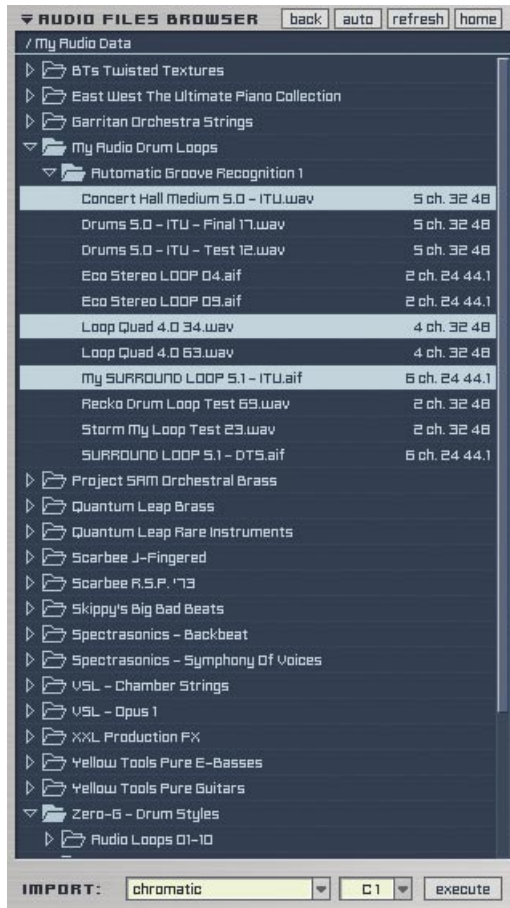 AUDIO FILES BROWSER back auto refresh home
/ My Audio Data
BTs Twisted Textures
East West The Ultimate Piano Collection
Garritan Orchestra Strings
My Audio Drum Loops
Automatic Groove Recognition 1
Concert Hall Medium 5.0 - ITU.wav 5 ch. 32 48
Drums 5.0 - ITU - Final 17.wav 5 ch. 32 48
Drums 5.0 - ITU - Test 12.wav 5 ch. 32 48
Eco Stereo LOOP 04.aif 2 ch. 24 44.1
Eco Stereo LOOP 09.aif 2 ch. 24 44.1
Loop Quad 4.0 34.wav 4 ch. 32 48
Loop Quad 4.0 63.wav 4 ch. 32 48
My SURROUND LOOP 5.1 - ITU.aif 6 ch. 24 44.1
Recko Drum Loop Test 69.wav 2 ch. 32 48
Storm My Loop Test 23.wav 2 ch. 32 48
SURROUND LOOP 5.1 - DTS.aif 6 ch. 24 44.1
Project SAM Orchestral Brass
Quantum Leap Brass
Quantum Leap Rare Instruments
Scarbee J-Fingered
Scarbee R.S.P. '73
Skippy's Big Bad Beats
Spectrasonics - Backbeat
Spectrasonics - Symphony Of Voices
VSL - Chamber Strings
VSL - Opus 1
XXL Production FX
Yellow Tools Pure E-Basses
Yellow Tools Pure Guitars
Zero-G - Drum Styles
Audio Loops 01-10
IMPORT: chromatic C 1 execute